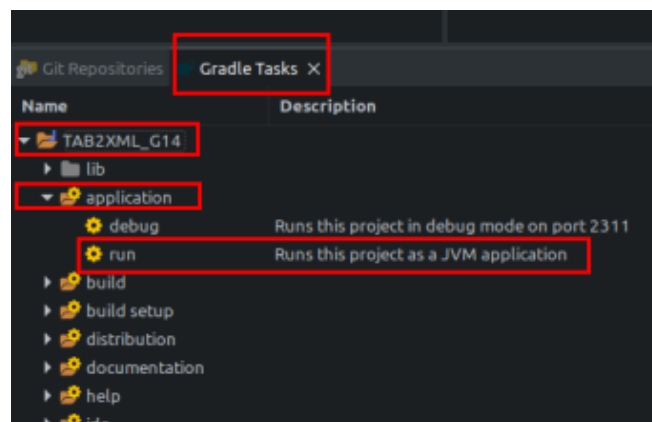 Git Repositories Gradle Tasks ×
Name Description
TAB2XML_G14
lib
application
debug Runs this project in debug mode on port 2311
run Runs this project as a JVM application
build
build setup
distribution
documentation
help